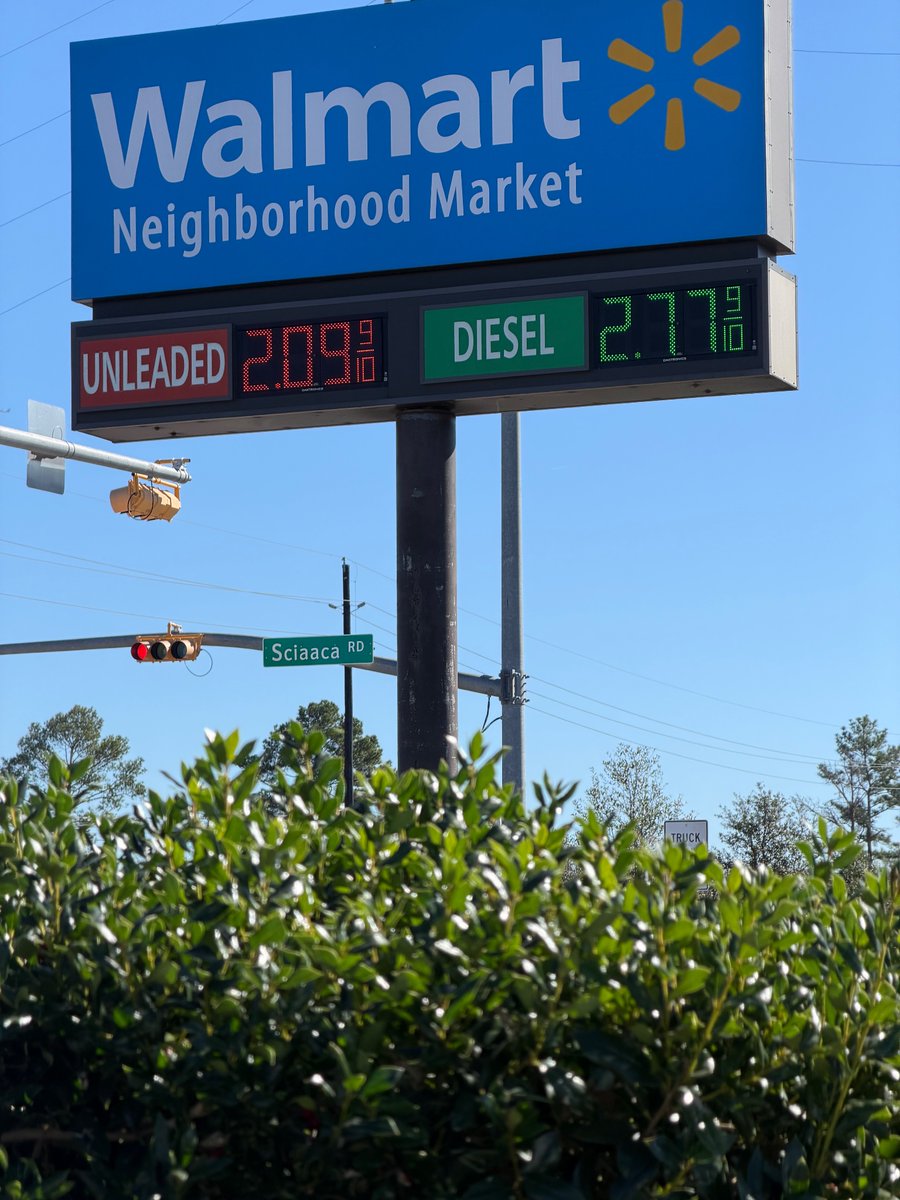 Walmart
Neighborhood Market
UNLEADED 2.09 9/10 DIESEL 2.77 9/10
Sciaaca RD
TRUCK